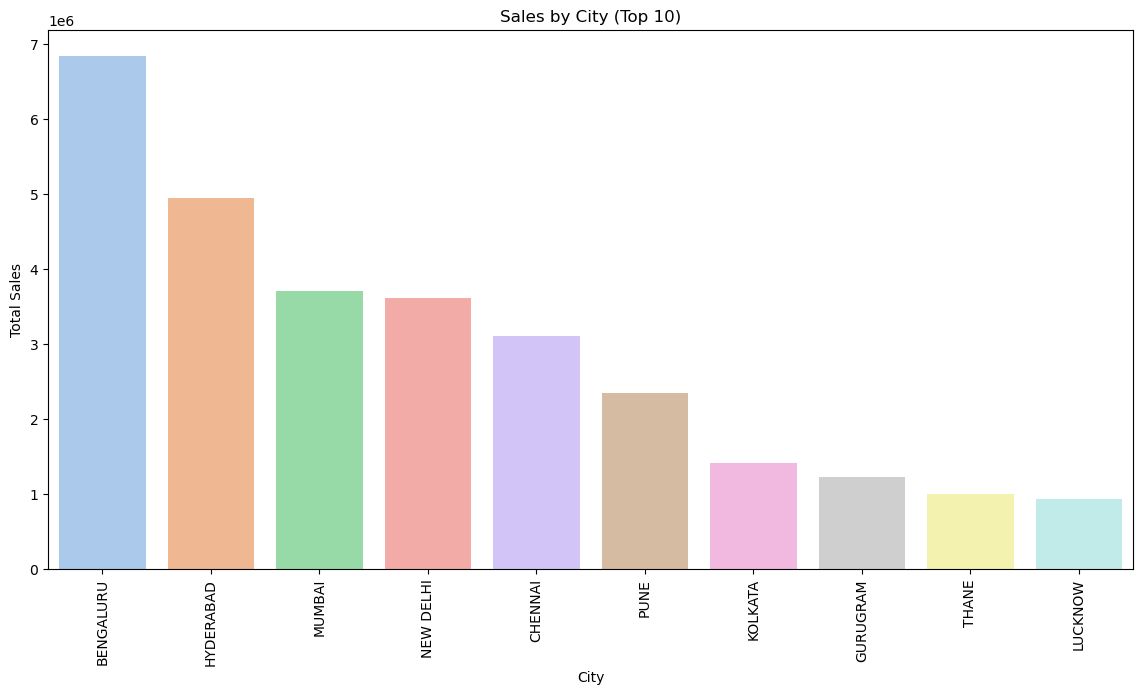 Sales by City (Top 10)
1e6
7
6
5
4
3
2
1
0
Total Sales
BENGALURU
HYDERABAD
MUMBAI
NEW DELHI
CHENNAI
PUNE
KOLKATA
GURUGRAM
THANE
LUCKNOW
City